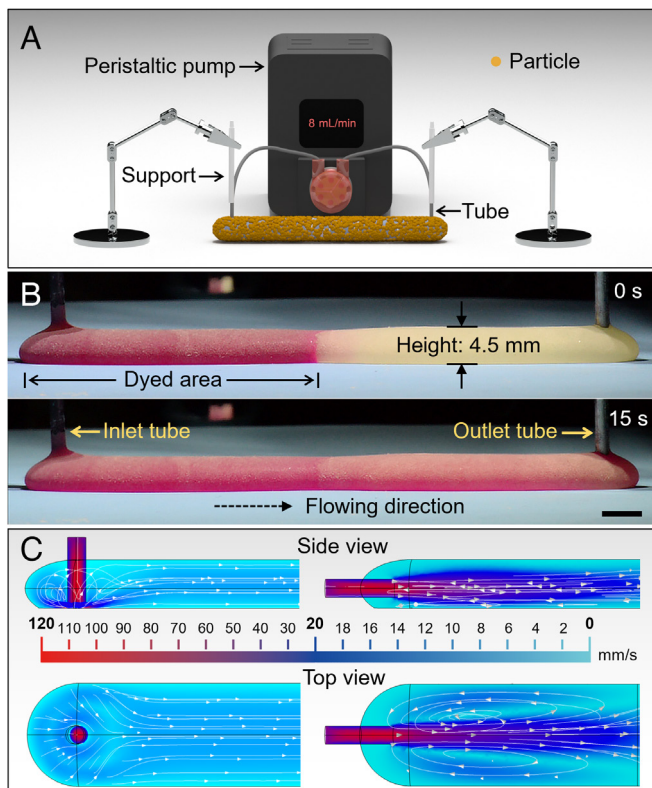 A
Peristaltic pump
Particle
8 mL/min
Support
Tube
B
0 s
Height: 4.5 mm
Dyed area
15 s
Inlet tube
Outlet tube
Flowing direction
C
Side view
120 110 100 90 80 70 60 50 40 30 20 18 16 14 12 10 8 6 4 2 0
mm/s
Top view